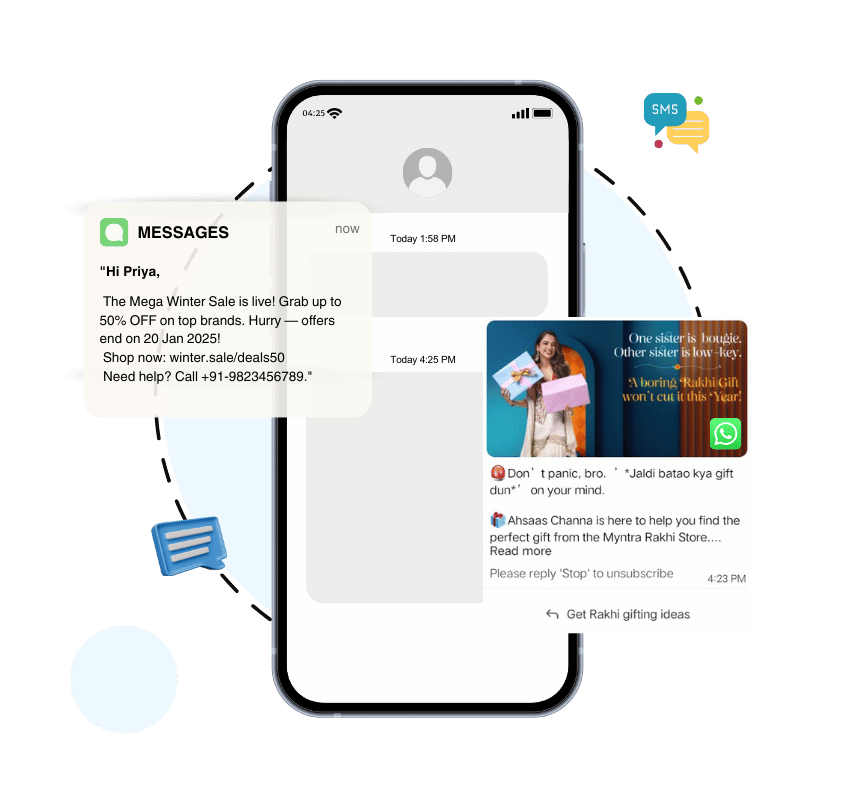 04:25
SMS
MESSAGES
now
"Hi Priya,
The Mega Winter Sale is live! Grab up to
50% OFF on top brands. Hurry — offers
end on 20 Jan 2025!
Shop now: winter.sale/deals50
Need help? Call +91-9823456789."
Today 1:58 PM
Today 4:25 PM
One sister is bougie.
Other sister is low-key.
A boring Rakhi Gift
won't cut it this Year!
Don't panic, bro. '*Jaldi batao kya gift
dun*' on your mind.
Ahsaas Channa is here to help you find the
perfect gift from the Myntra Rakhi Store....
Read more
Please reply 'Stop' to unsubscribe
4:23 PM
Get Rakhi gifting ideas